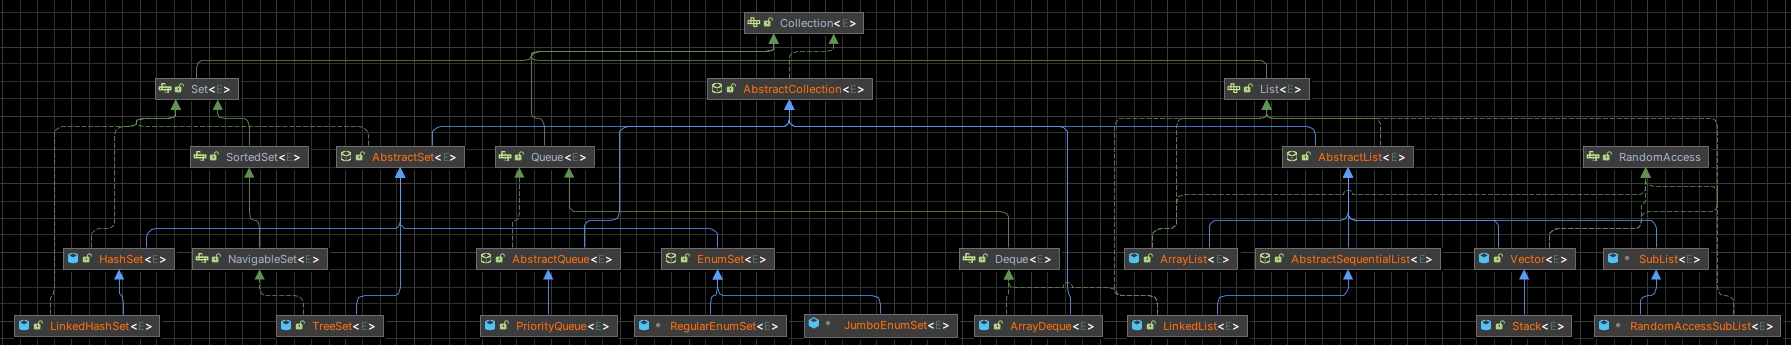 Collection<E>
Set<E>
AbstractCollection<E>
List<E>
SortedSet<E>
AbstractSet<E>
Queue<E>
AbstractList<E>
RandomAccess
HashSet<E>
NavigableSet<E>
AbstractQueue<E>
EnumSet<E>
Deque<E>
ArrayList<E>
AbstractSequentialList<E>
Vector<E>
SubList<E>
LinkedHashSet<E>
TreeSet<E>
PriorityQueue<E>
RegularEnumSet<E>
JumboEnumSet<E>
ArrayDeque<E>
LinkedList<E>
Stack<E>
RandomAccessSubList<E>